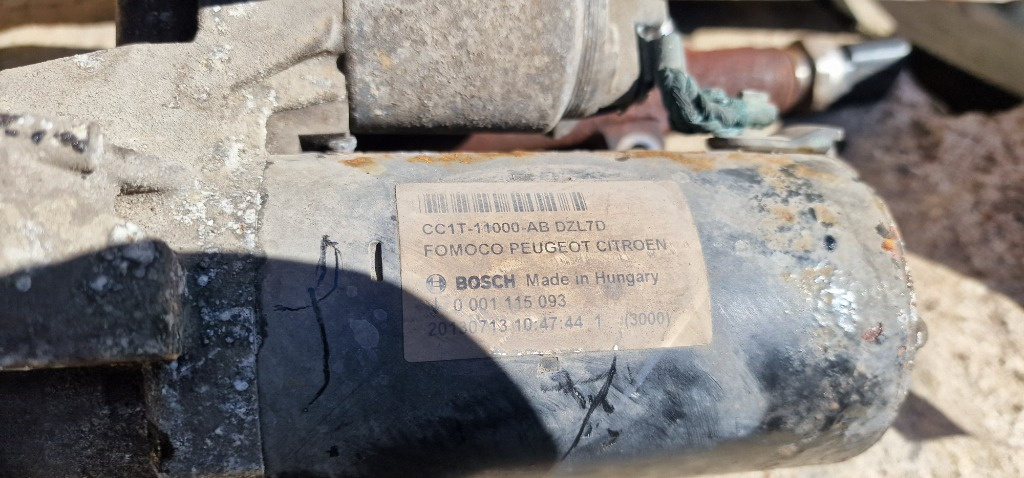 CC1T-11000-AB DZL7D
FOMOCO PEUGEOT CITROEN
BOSCH Made in Hungary
0 001 115 093
10:47:44 1 (3000)